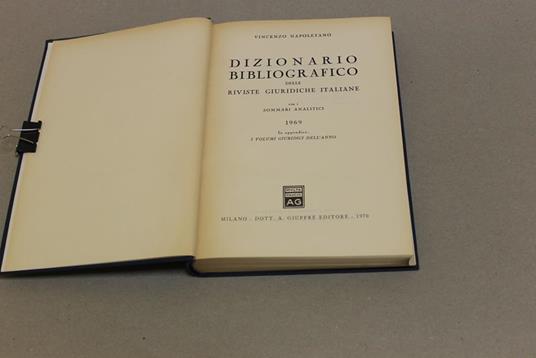 VINCENZO NAPOLETANO
DIZIONARIO
BIBLIOGRAFICO
DELLE
RIVISTE GIURIDICHE ITALIANE
CON I
SOMMARI ANALITICI
1969
In appendice:
I VOLUMI GIURIDICI DELL'ANNO
AG
MILANO - DOTT. A. GIUFFRÈ EDITORE - 1970